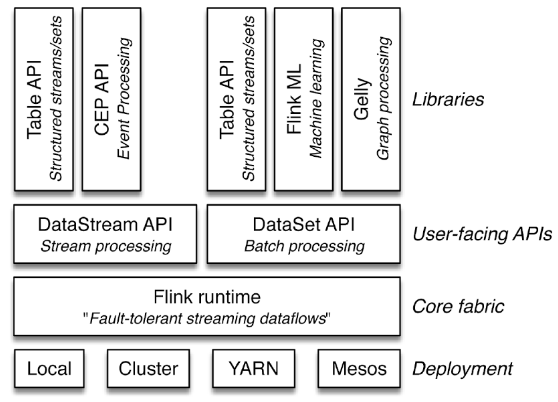 Table API
Structured streams/sets
CEP API
Event Processing
Table API
Structured streams/sets
Flink ML
Machine learning
Gelly
Graph processing
Libraries
DataStream API
Stream processing
DataSet API
Batch processing
User-facing APIs
Flink runtime
"Fault-tolerant streaming dataflows"
Core fabric
Local
Cluster
YARN
Mesos
Deployment